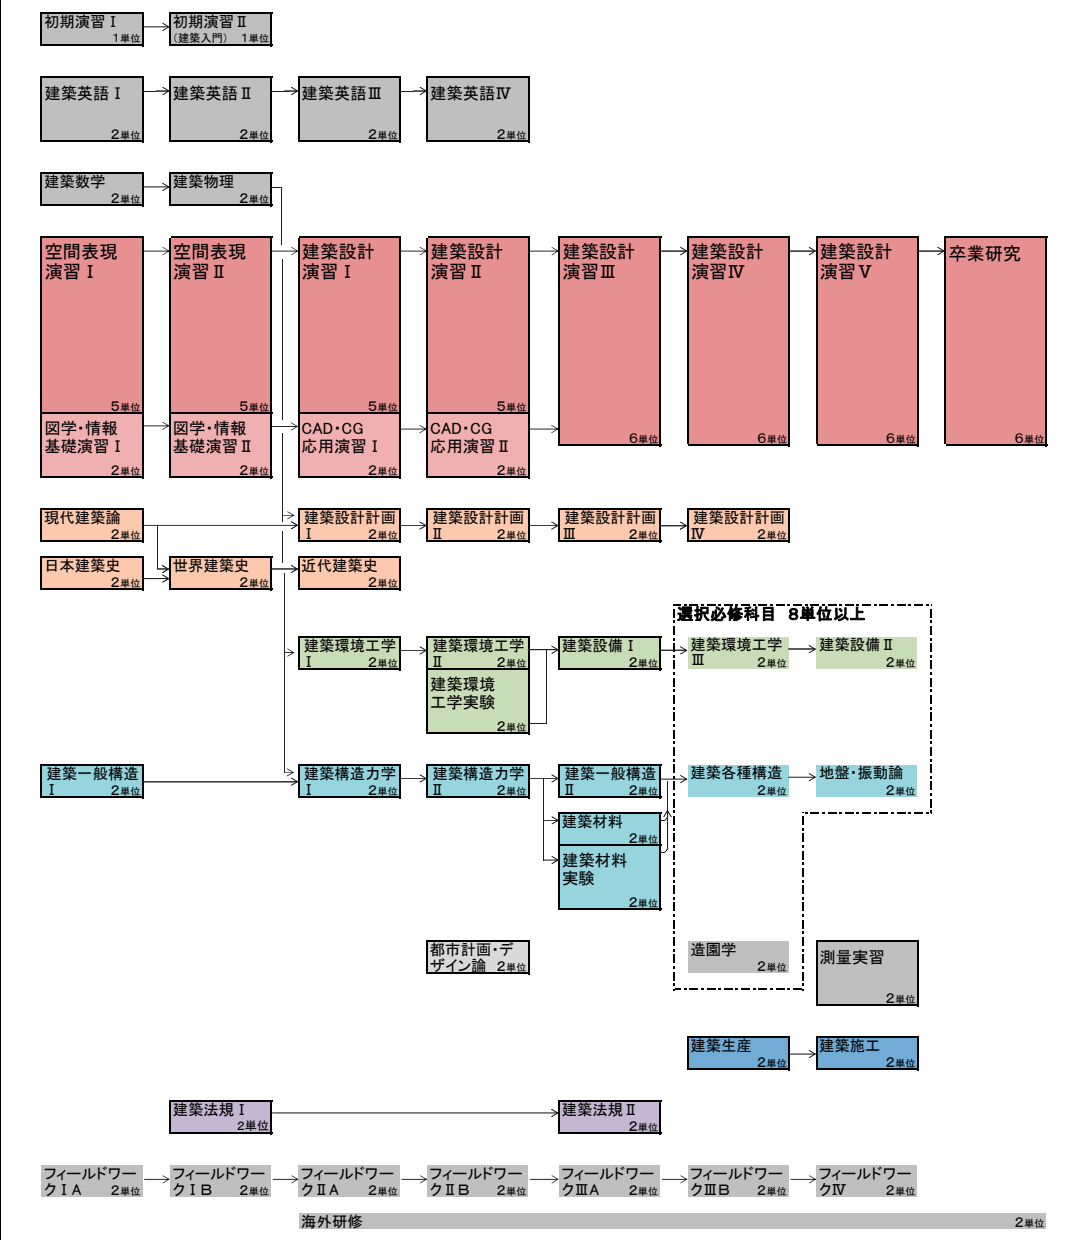 初期演習Ⅰ
1単位
初期演習Ⅱ
(建築入門) 1単位
建築英語Ⅰ
2単位
建築英語Ⅱ
2単位
建築英語Ⅲ
2単位
建築英語Ⅳ
2単位
建築数学
2単位
建築物理
2単位
空間表現
演習Ⅰ
5単位
空間表現
演習Ⅱ
5単位
建築設計
演習Ⅰ
5単位
建築設計
演習Ⅱ
5単位
建築設計
演習Ⅲ
6単位
建築設計
演習Ⅳ
6単位
建築設計
演習Ⅴ
6単位
卒業研究
6単位
図学・情報
基礎演習Ⅰ
2単位
図学・情報
基礎演習Ⅱ
2単位
CAD・CG
応用演習Ⅰ
2単位
CAD・CG
応用演習Ⅱ
2単位
現代建築論
2単位
建築設計計画
Ⅰ 2単位
建築設計計画
Ⅱ 2単位
建築設計計画
Ⅲ 2単位
建築設計計画
Ⅳ 2単位
日本建築史
2単位
世界建築史
2単位
近代建築史
2単位
選択必修科目 8単位以上
建築環境工学
Ⅰ 2単位
建築環境工学
Ⅱ 2単位
建築設備Ⅰ
2単位
建築環境工学
Ⅲ 2単位
建築設備Ⅱ
2単位
建築環境
工学実験
2単位
建築一般構造
Ⅰ 2単位
建築構造力学
Ⅰ 2単位
建築構造力学
Ⅱ 2単位
建築一般構造
Ⅱ 2単位
建築各種構造
2単位
地盤・振動論
2単位
建築材料
2単位
建築材料
実験
2単位
都市計画・デ
ザイン論 2単位
造園学
2単位
測量実習
2単位
建築生産
2単位
建築施工
2単位
建築法規Ⅰ
2単位
建築法規Ⅱ
2単位
フィールドワー
クⅠA 2単位
フィールドワー
クⅠB 2単位
フィールドワー
クⅡA 2単位
フィールドワー
クⅡB 2単位
フィールドワー
クⅢA 2単位
フィールドワー
クⅢB 2単位
フィールドワー
クⅣ 2単位
海外研修 2単位